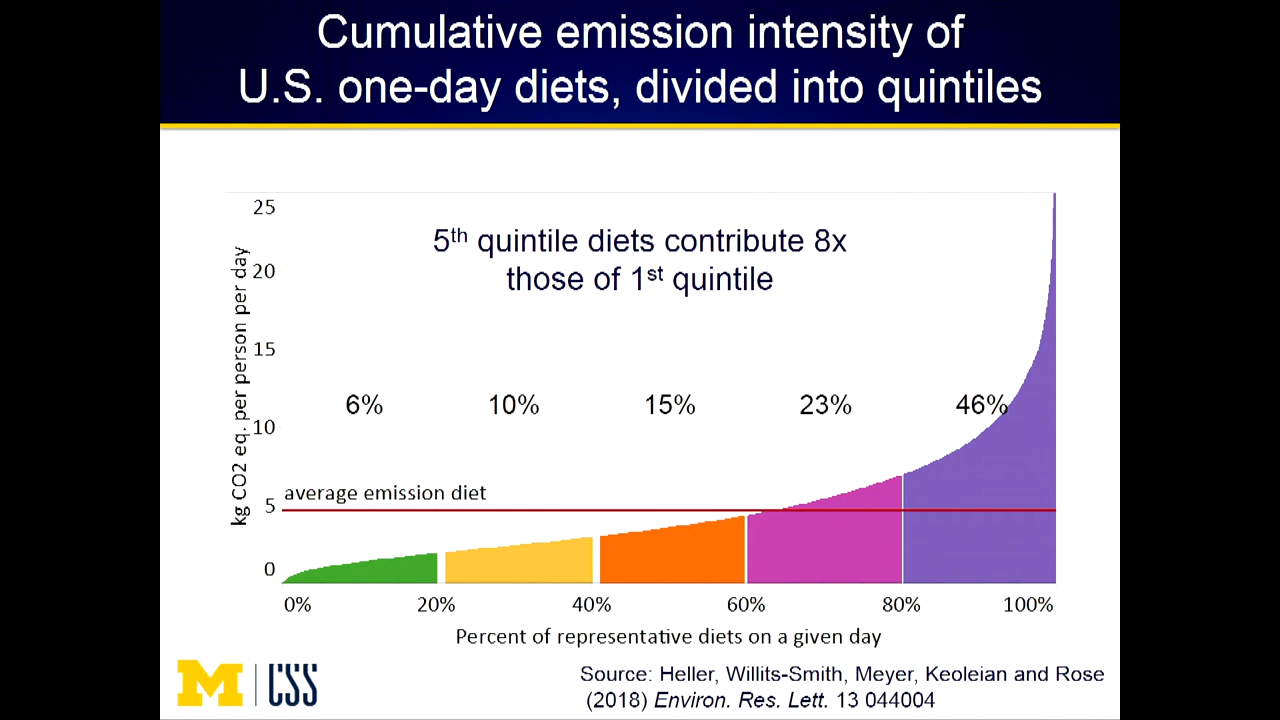 Cumulative emission intensity of
U.S. one-day diets, divided into quintiles
25
20
15
10
5
0
kg CO2 eq. per person per day
5th quintile diets contribute 8x
those of 1st quintile
6% 10% 15% 23% 46%
average emission diet
0% 20% 40% 60% 80% 100%
Percent of representative diets on a given day
M CSS
Source: Heller, Willits-Smith, Meyer, Keoleian and Rose
(2018) Environ. Res. Lett. 13 044004